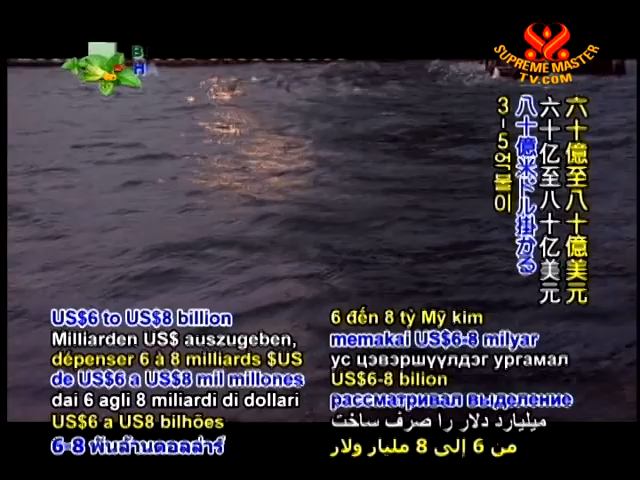 SUPREME MASTER
TV.COM
B
H
六十億至八十億美元
六十亿至八十亿美元
八十億米ドル掛かる
3-5억불이
US$6 to US$8 billion
Milliarden US$ auszugeben,
dépenser 6 à 8 milliards $US
de US$6 a US$8 mil millones
dai 6 agli 8 miliardi di dollari
US$6 a US8 bilhões
6-8 พันล้านดอลล่าร์
6 đến 8 tỷ Mỹ kim
memakai US$6-8 milyar
ус цэвэршүүлдэг ургамал
US$6-8 bilion
рассматривал выделение
میلیارد دلار را صرف ساخت
من 6 إلى 8 مليار دولار